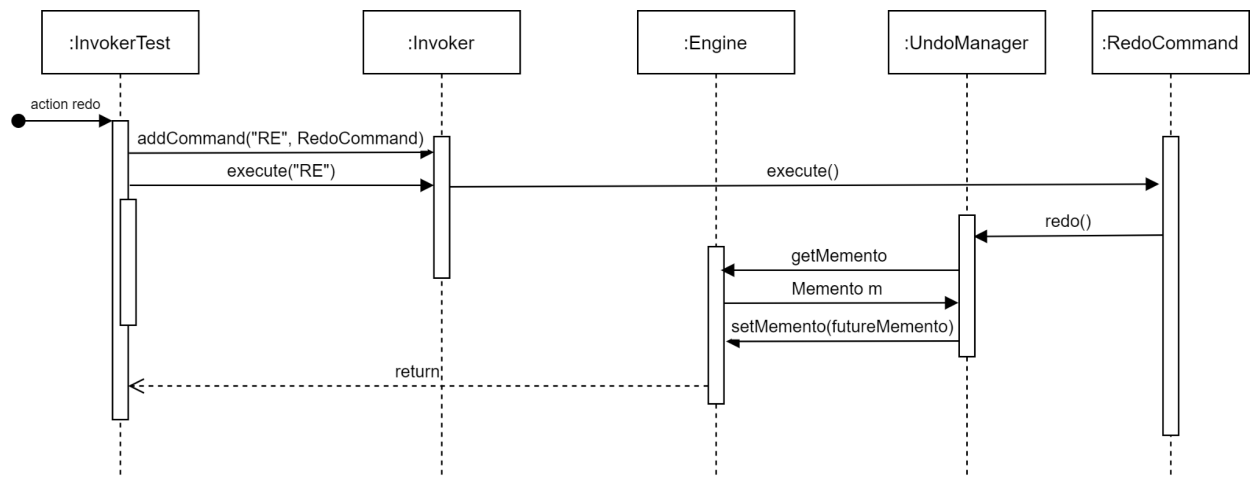 :InvokerTest
:Invoker
:Engine
:UndoManager
:RedoCommand
action redo
addCommand("RE", RedoCommand)
execute("RE")
execute()
redo()
getMemento
Memento m
setMemento(futureMemento)
return